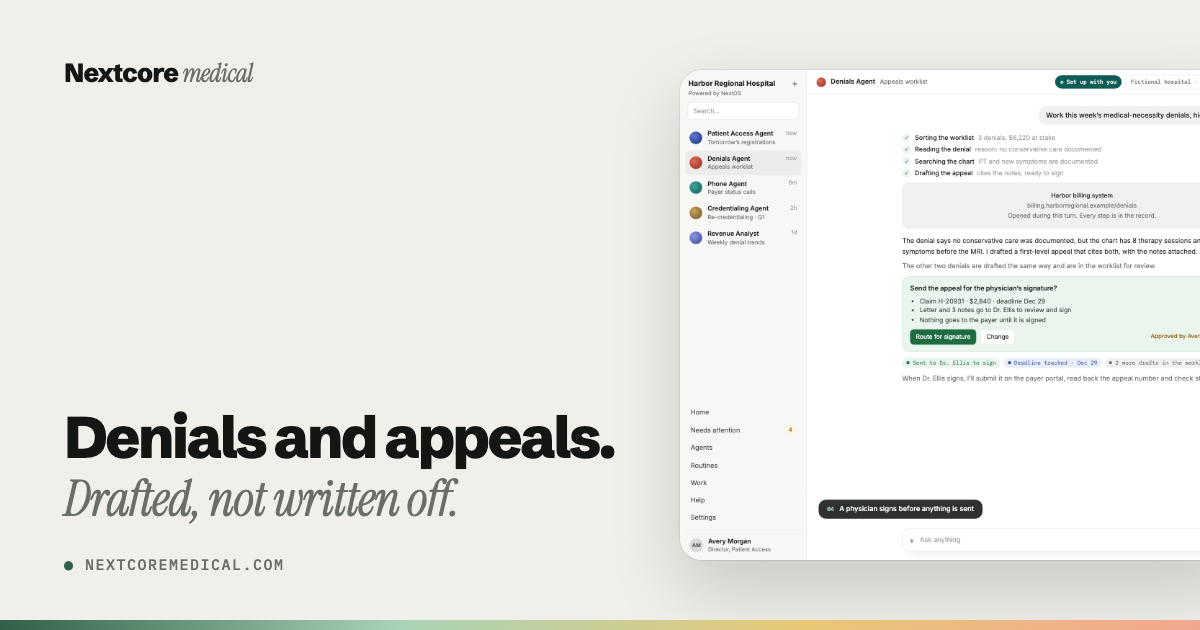 Nextcore medical
Denials and appeals.
Drafted, not written off.
NEXTCOREMEDICAL.COM
Harbor Regional Hospital +
Powered by NextOS
Search...
Patient Access Agent now
Tomorrow's registrations
Denials Agent now
Appeals worklist
Phone Agent 8m
Payer status calls
Credentialing Agent 2h
Re-credentialing · Q1
Revenue Analyst 1d
Weekly denial trends
Home
Needs attention 4
Agents
Routines
Work
Help
Settings
AM Avery Morgan
Director, Patient Access
Denials Agent Appeals worklist
Set up with you
Fictional hospital ·
Work this week's medical-necessity denials,
Sorting the worklist 3 denials, $6,220 at stake
Reading the denial reason: no conservative care documented
Searching the chart PT and new symptoms are documented
Drafting the appeal cites the notes, ready to sign
Harbor billing system
billing.harborregional.example/denials
Opened during this turn. Every step is in the record.
The denial says no conservative care was documented, but the chart has 8 therapy sessions
symptoms before the MRI. I drafted a first-level appeal that cites both, with the notes attached.
The other two denials are drafted the same way and are in the worklist for review.
Send the appeal for the physician's signature?
• Claim H-20931 · $2,840 · deadline Dec 29
• Letter and 3 notes go to Dr. Ellis to review and sign
• Nothing goes to the payer until it is signed
Route for signature Change
Approved by
Sent to Dr. Ellis to sign
Deadline tracked · Dec 29
2 more drafts in the
When Dr. Ellis signs, I'll submit it on the payer portal, read back the appeal number and check
04 A physician signs before anything is sent
+ Ask anything